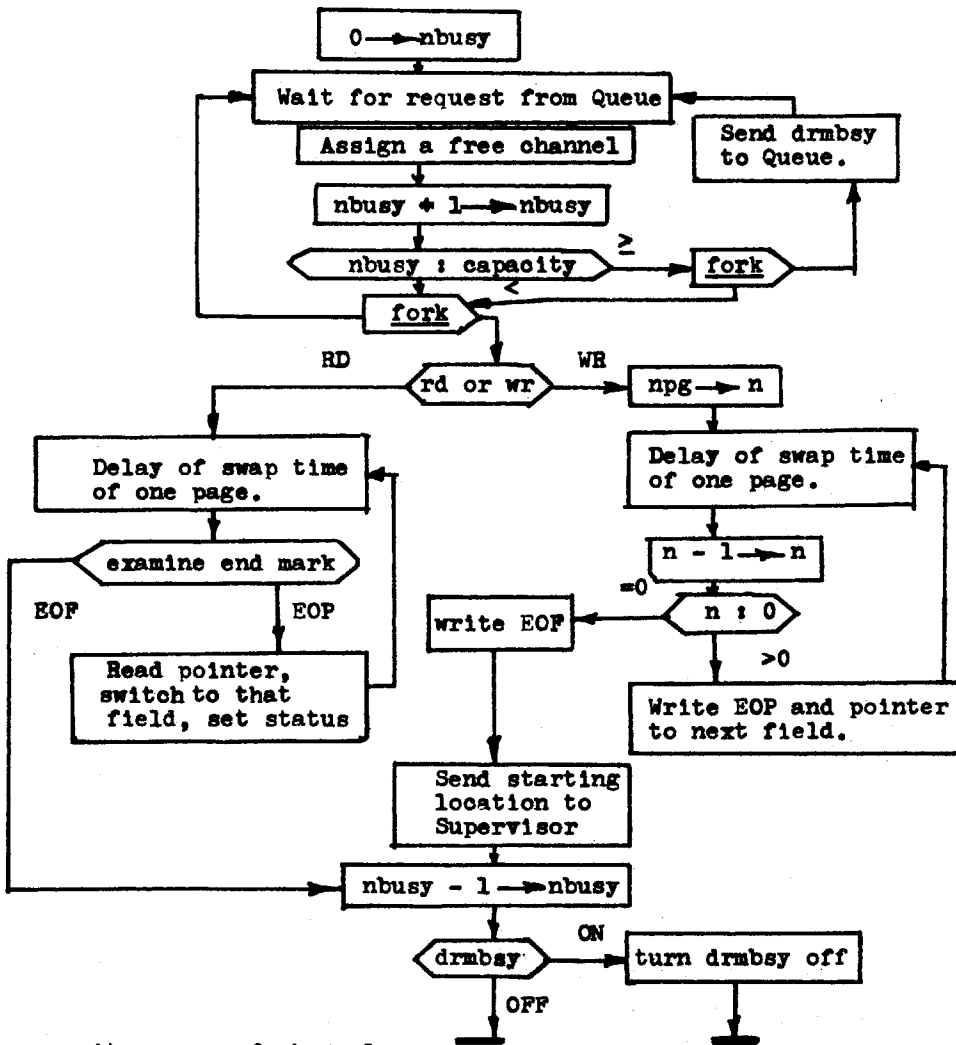 0 → nbusy
Wait for request from Queue
Assign a free channel
Send drmbsy
to Queue.
nbusy + 1 → nbusy
nbusy : capacity
≥
fork
<
fork
RD
rd or wr
WR
npg → n
Delay of swap time
of one page.
Delay of swap time
of one page.
examine end mark
n - 1 → n
EOF
EOP
=0
n : 0
write EOF
>0
Read pointer,
switch to that
field, set status
Write EOP and pointer
to next field.
Send starting
location to
Supervisor
nbusy - 1 → nbusy
drmbsy
ON
turn drmbsy off
OFF